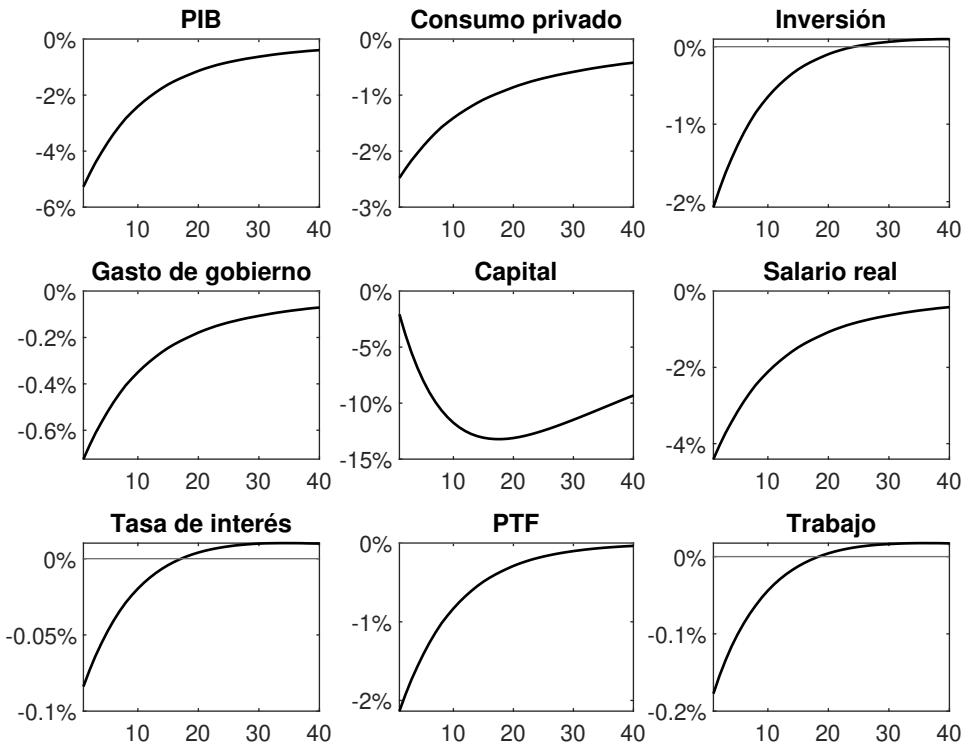 PIB
0%
-2%
-4%
-6%
10 20 30 40
Consumo privado
0%
-1%
-2%
-3%
10 20 30 40
Inversión
0%
-1%
-2%
10 20 30 40
Gasto de gobierno
0%
-0.2%
-0.4%
-0.6%
10 20 30 40
Capital
0%
-5%
-10%
-15%
10 20 30 40
Salario real
0%
-2%
-4%
10 20 30 40
Tasa de interés
0%
-0.05%
-0.1%
10 20 30 40
PTF
0%
-1%
-2%
10 20 30 40
Trabajo
0%
-0.1%
-0.2%
10 20 30 40